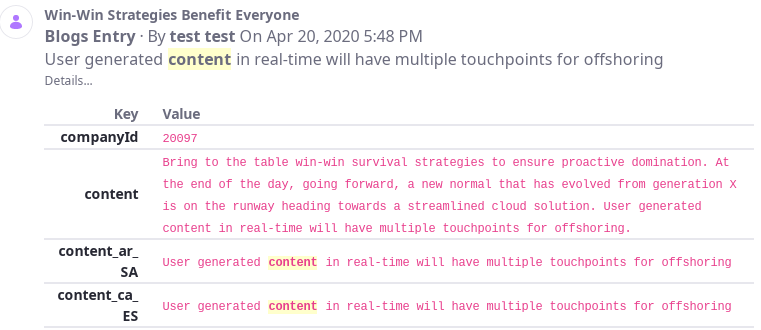 Win-Win Strategies Benefit Everyone
Blogs Entry · By test test On Apr 20, 2020 5:48 PM
User generated content in real-time will have multiple touchpoints for offshoring
Details...
Key Value
companyId 20097
content Bring to the table win-win survival strategies to ensure proactive domination. At
the end of the day, going forward, a new normal that has evolved from generation X
is on the runway heading towards a streamlined cloud solution. User generated
content in real-time will have multiple touchpoints for offshoring.
content_ar_
SA User generated content in real-time will have multiple touchpoints for offshoring
content_ca_
ES User generated content in real-time will have multiple touchpoints for offshoring